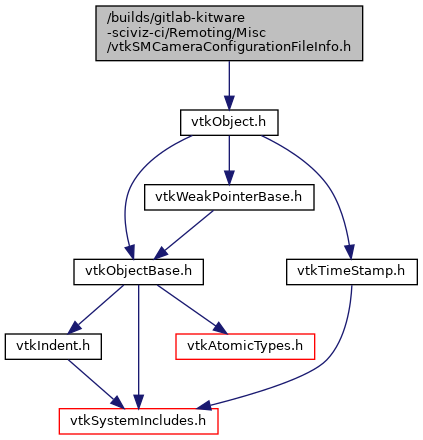 /builds/gitlab-kitware
-sciviz-ci/Remoting/Misc
/vtkSMCameraConfigurationFileInfo.h
vtkObject.h
vtkWeakPointerBase.h
vtkObjectBase.h
vtkTimeStamp.h
vtkIndent.h
vtkAtomicTypes.h
vtkSystemIncludes.h